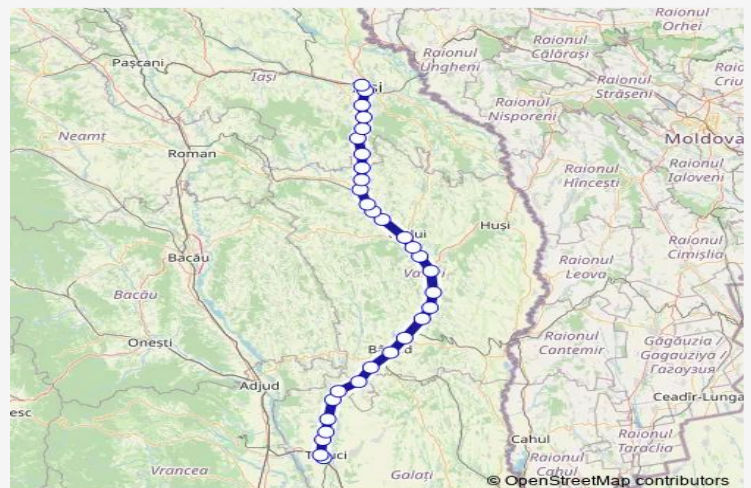 Raionul
Orhei
Raionul
Călărași
Raionul
Ungheni
Pașcani
Iași
Raionul
Strășeni
Raionul
Nisporeni
Neamț
Moldova
Roman
Raionul
Ialoveni
Raionul
Hîncești
Huși
Bacău
Raionul
Leova
Raionul
Cimișlia
Bacău
Onești
Raionul
Cantemir
Găgăuzia /
Gagauziya /
Гагаузия
Adjud
Ceadîr-Lunga
Cahul
Raionul
Taraclia
Raionul
Cahul
Vrancea
Galați
© OpenStreetMap contributors